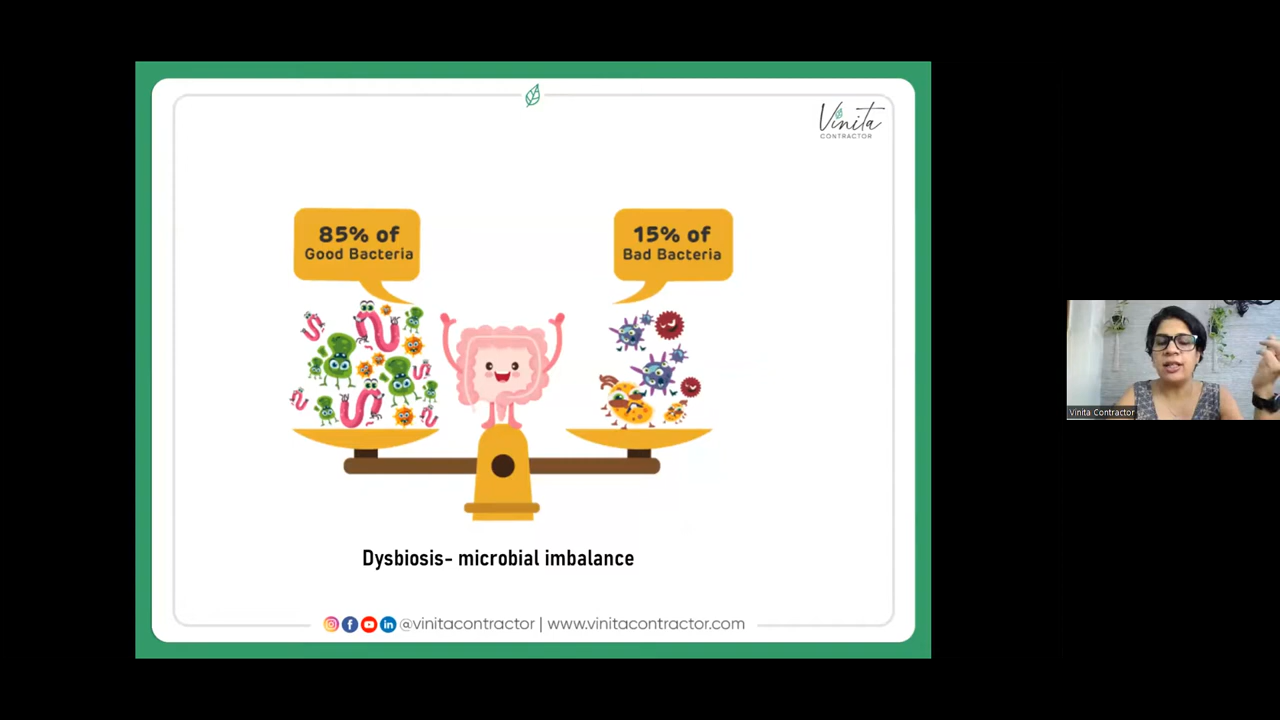 Vinita
CONTRACTOR
85% of
Good Bacteria
15% of
Bad Bacteria
Vinita Contractor
Dysbiosis- microbial imbalance
@vinitacontractor | www.vinitacontractor.com